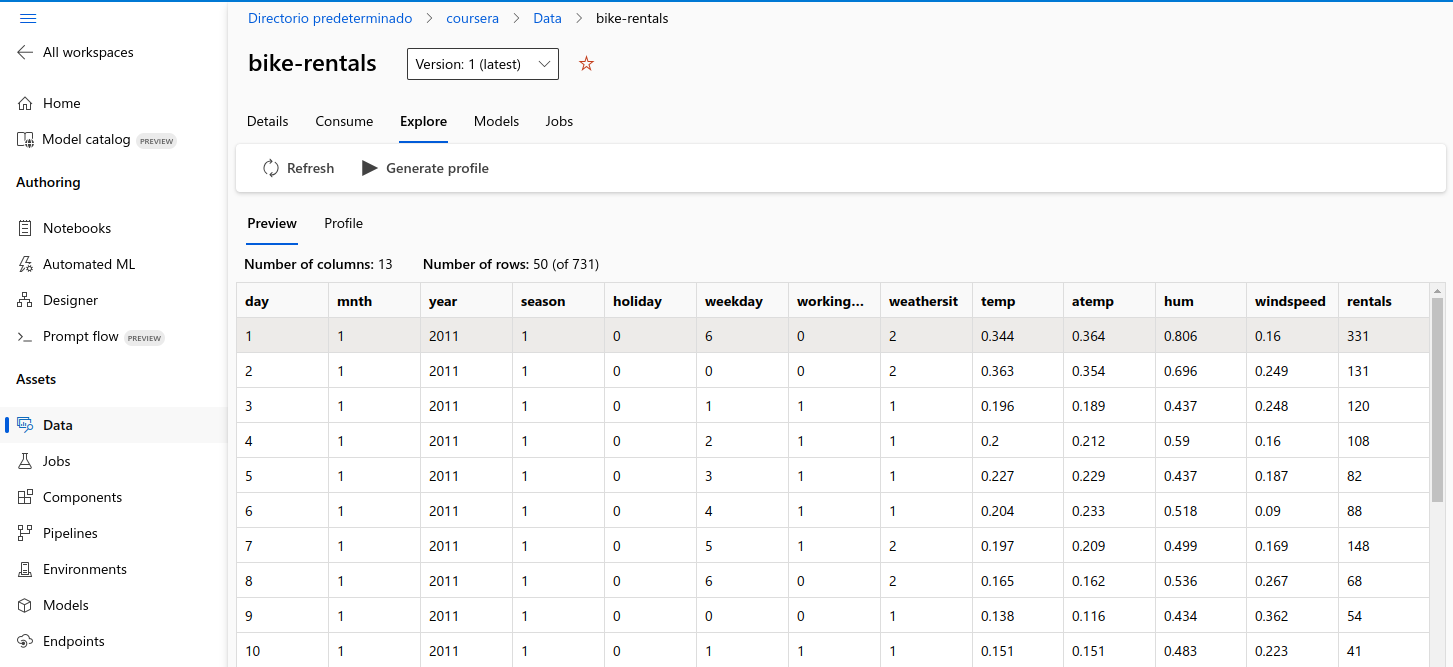 Directorio predeterminado > coursera > Data > bike-rentals
All workspaces
bike-rentals Version: 1 (latest)
Home
Model catalog PREVIEW
Details Consume Explore Models Jobs
Refresh Generate profile
Authoring
Notebooks
Automated ML
Designer
Prompt flow PREVIEW
Assets
Data
Jobs
Components
Pipelines
Environments
Models
Endpoints
Preview Profile
Number of columns: 13 Number of rows: 50 (of 731)
day mnth year season holiday weekday working... weathersit temp atemp hum windspeed rentals
1 1 2011 1 0 6 0 2 0.344 0.364 0.806 0.16 331
2 1 2011 1 0 0 0 2 0.363 0.354 0.696 0.249 131
3 1 2011 1 0 1 1 1 0.196 0.189 0.437 0.248 120
4 1 2011 1 0 2 1 1 0.2 0.212 0.59 0.16 108
5 1 2011 1 0 3 1 1 0.227 0.229 0.437 0.187 82
6 1 2011 1 0 4 1 1 0.204 0.233 0.518 0.09 88
7 1 2011 1 0 5 1 2 0.197 0.209 0.499 0.169 148
8 1 2011 1 0 6 0 2 0.165 0.162 0.536 0.267 68
9 1 2011 1 0 0 0 1 0.138 0.116 0.434 0.362 54
10 1 2011 1 0 1 1 1 0.151 0.151 0.483 0.223 41